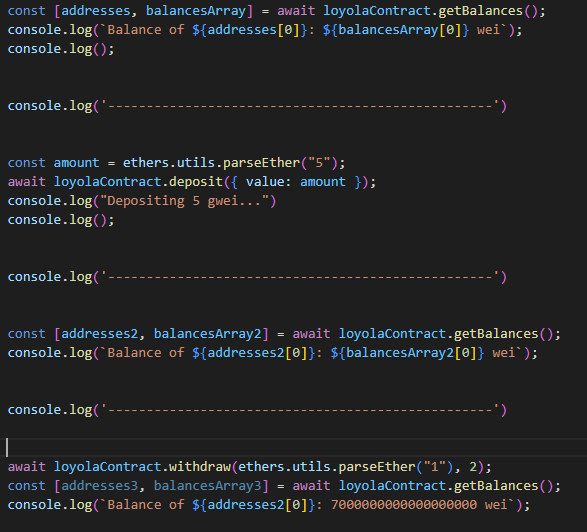 const [addresses, balancesArray] = await loyolaContract.getBalances();
console.log(`Balance of ${addresses[0]}: ${balancesArray[0]} wei`);
console.log();
console.log('--------------------------------------------------')
const amount = ethers.utils.parseEther("5");
await loyolaContract.deposit({ value: amount });
console.log("Depositing 5 gwei...")
console.log();
console.log('--------------------------------------------------')
const [addresses2, balancesArray2] = await loyolaContract.getBalances();
console.log(`Balance of ${addresses2[0]}: ${balancesArray2[0]} wei`);
console.log('--------------------------------------------------')
await loyolaContract.withdraw(ethers.utils.parseEther("1"), 2);
const [addresses3, balancesArray3] = await loyolaContract.getBalances();
console.log(`Balance of ${addresses2[0]}: 7000000000000000000 wei`);